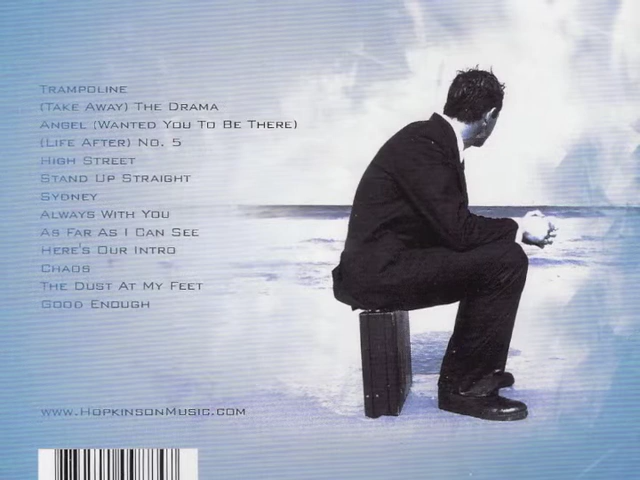 Trampoline
(Take Away) The Drama
Angel (Wanted You To Be There)
(Life After) No. 5
High Street
Stand Up Straight
Sydney
Always With You
As Far As I Can See
Here's Our Intro
Chaos
The Dust At My Feet
Good Enough
www.HopkinsonMusic.com